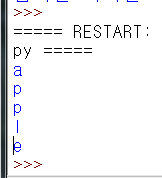 >>>
===== RESTART:
py =====
a
p
p
l
e
>>>